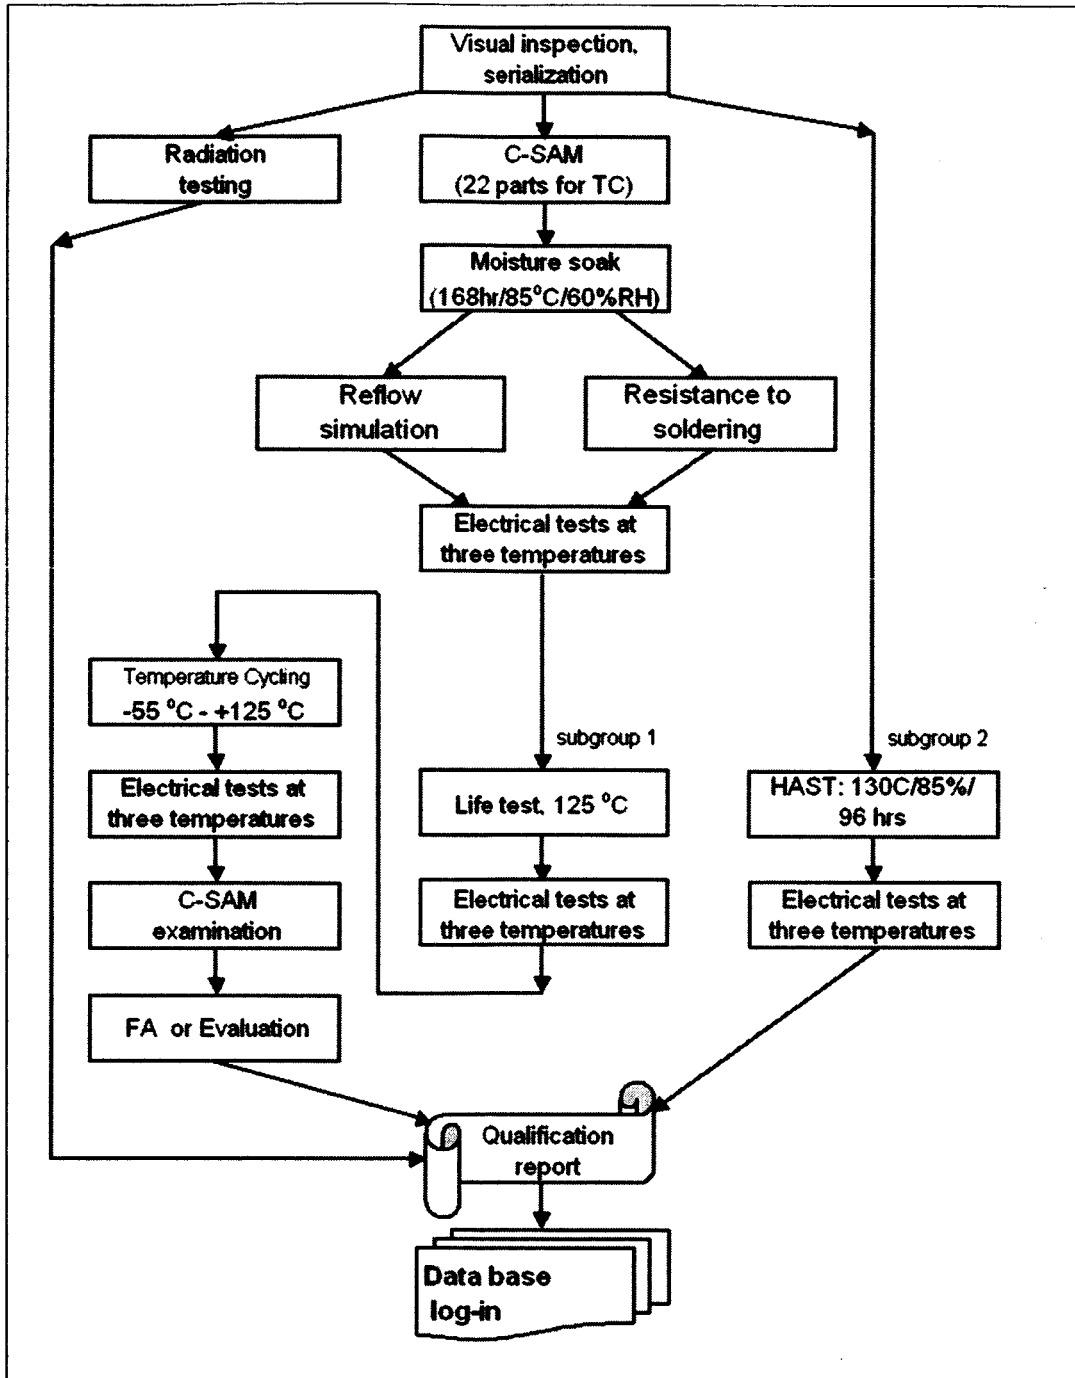 Visual inspection,
serialization
Radiation
testing
C-SAM
(22 parts for TC)
Moisture soak
(168hr/85°C/60%RH)
Reflow
simulation
Resistance to
soldering
Electrical tests at
three temperatures
Temperature Cycling
-55 °C - +125 °C
subgroup 1
subgroup 2
Electrical tests at
three temperatures
Life test, 125 °C
HAST: 130C/85%/
96 hrs
C-SAM
examination
Electrical tests at
three temperatures
Electrical tests at
three temperatures
FA or Evaluation
Qualification
report
Data base
log-in